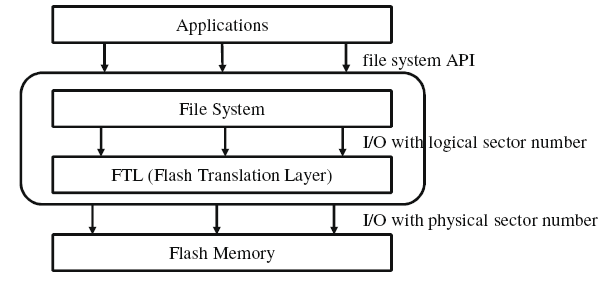 Applications
file system API
File System
I/O with logical sector number
FTL (Flash Translation Layer)
I/O with physical sector number
Flash Memory